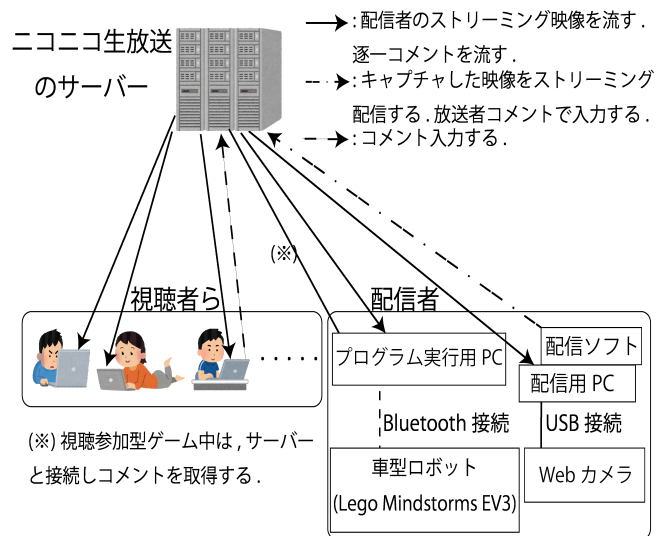 ニコニコ生放送
のサーバー
: 配信者のストリーミング映像を流す.
逐一コメントを流す.
: キャプチャした映像をストリーミング
配信する. 放送者コメントで入力する.
: コメント入力する.
(※)
視聴者ら
配信者
プログラム実行用 PC
配信ソフト
配信用 PC
Bluetooth 接続
USB 接続
車型ロボット
(Lego Mindstorms EV3)
Web カメラ
(※) 視聴参加型ゲーム中は , サーバー
と接続しコメントを取得する .